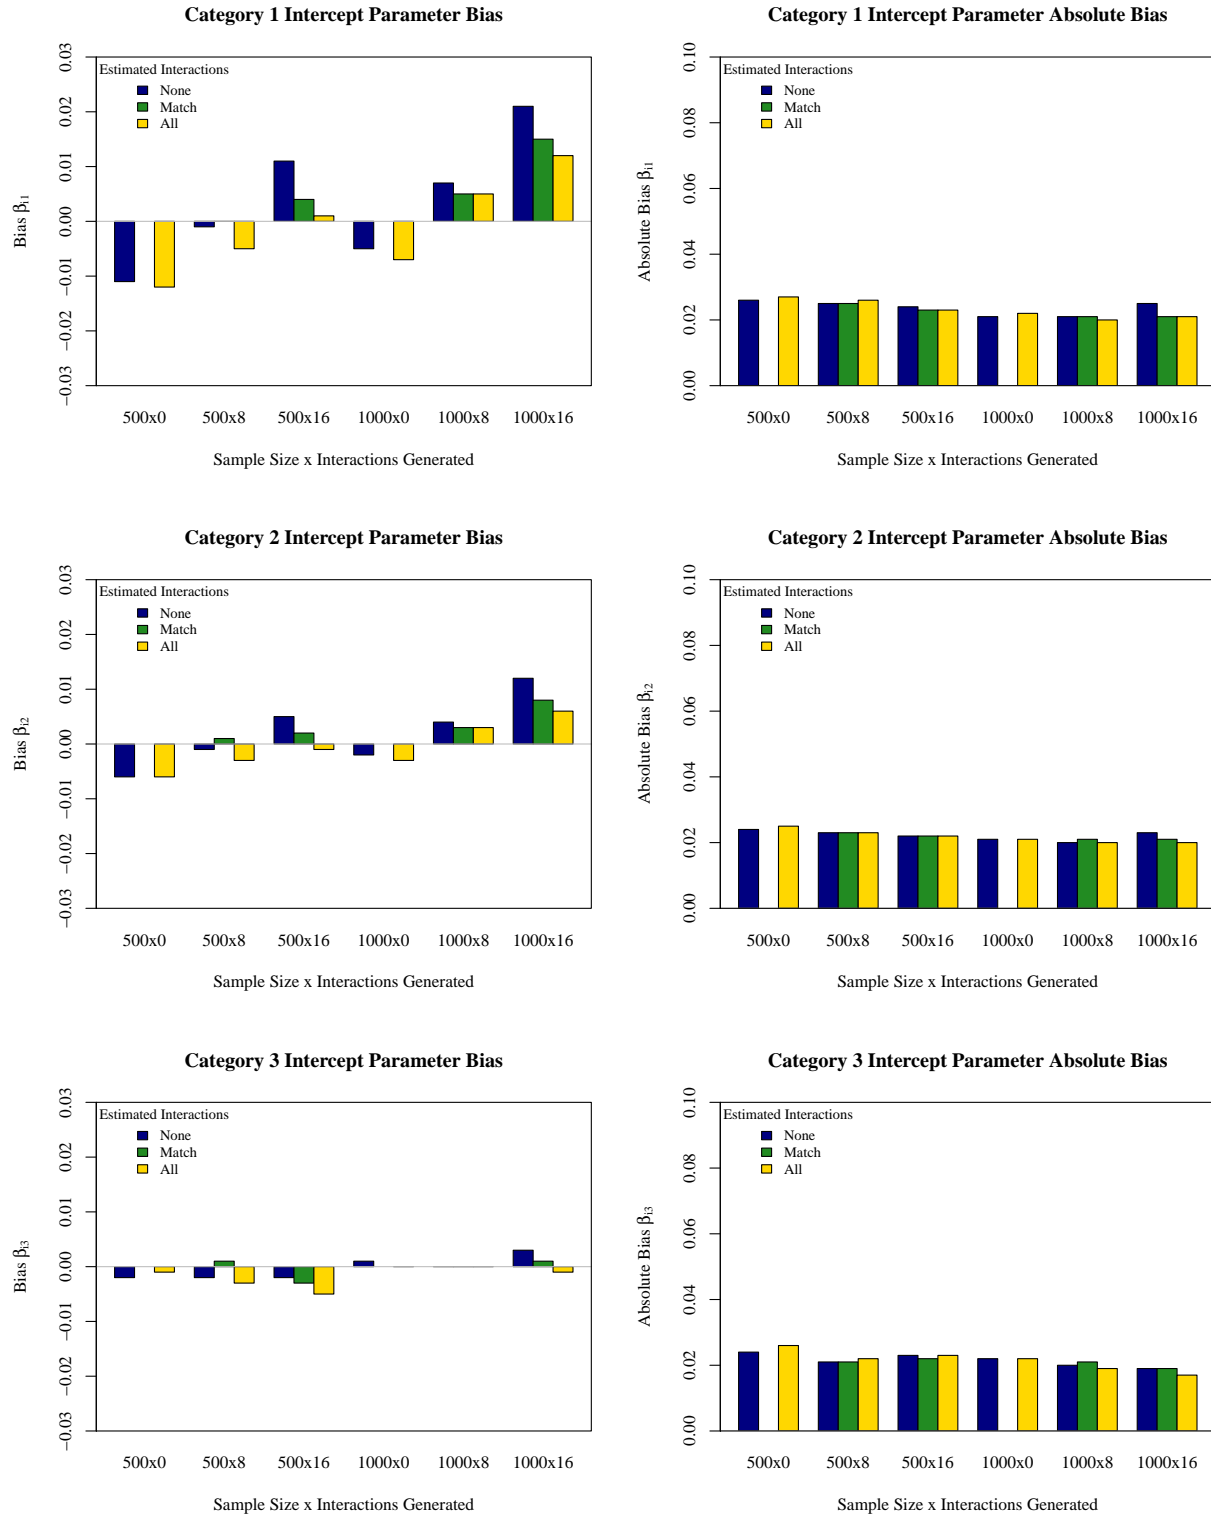 Category 1 Intercept Parameter Bias
Bias βi1
0.03
0.02
0.01
0.00
−0.01
−0.02
−0.03
Estimated Interactions
None
Match
All
500x0 500x8 500x16 1000x0 1000x8 1000x16
Sample Size x Interactions Generated
Category 1 Intercept Parameter Absolute Bias
Absolute Bias βi1
0.10
0.08
0.06
0.04
0.02
0.00
Estimated Interactions
None
Match
All
500x0 500x8 500x16 1000x0 1000x8 1000x16
Sample Size x Interactions Generated
Category 2 Intercept Parameter Bias
Bias βi2
0.03
0.02
0.01
0.00
−0.01
−0.02
−0.03
Estimated Interactions
None
Match
All
500x0 500x8 500x16 1000x0 1000x8 1000x16
Sample Size x Interactions Generated
Category 2 Intercept Parameter Absolute Bias
Absolute Bias βi2
0.10
0.08
0.06
0.04
0.02
0.00
Estimated Interactions
None
Match
All
500x0 500x8 500x16 1000x0 1000x8 1000x16
Sample Size x Interactions Generated
Category 3 Intercept Parameter Bias
Bias βi3
0.03
0.02
0.01
0.00
−0.01
−0.02
−0.03
Estimated Interactions
None
Match
All
500x0 500x8 500x16 1000x0 1000x8 1000x16
Sample Size x Interactions Generated
Category 3 Intercept Parameter Absolute Bias
Absolute Bias βi3
0.10
0.08
0.06
0.04
0.02
0.00
Estimated Interactions
None
Match
All
500x0 500x8 500x16 1000x0 1000x8 1000x16
Sample Size x Interactions Generated